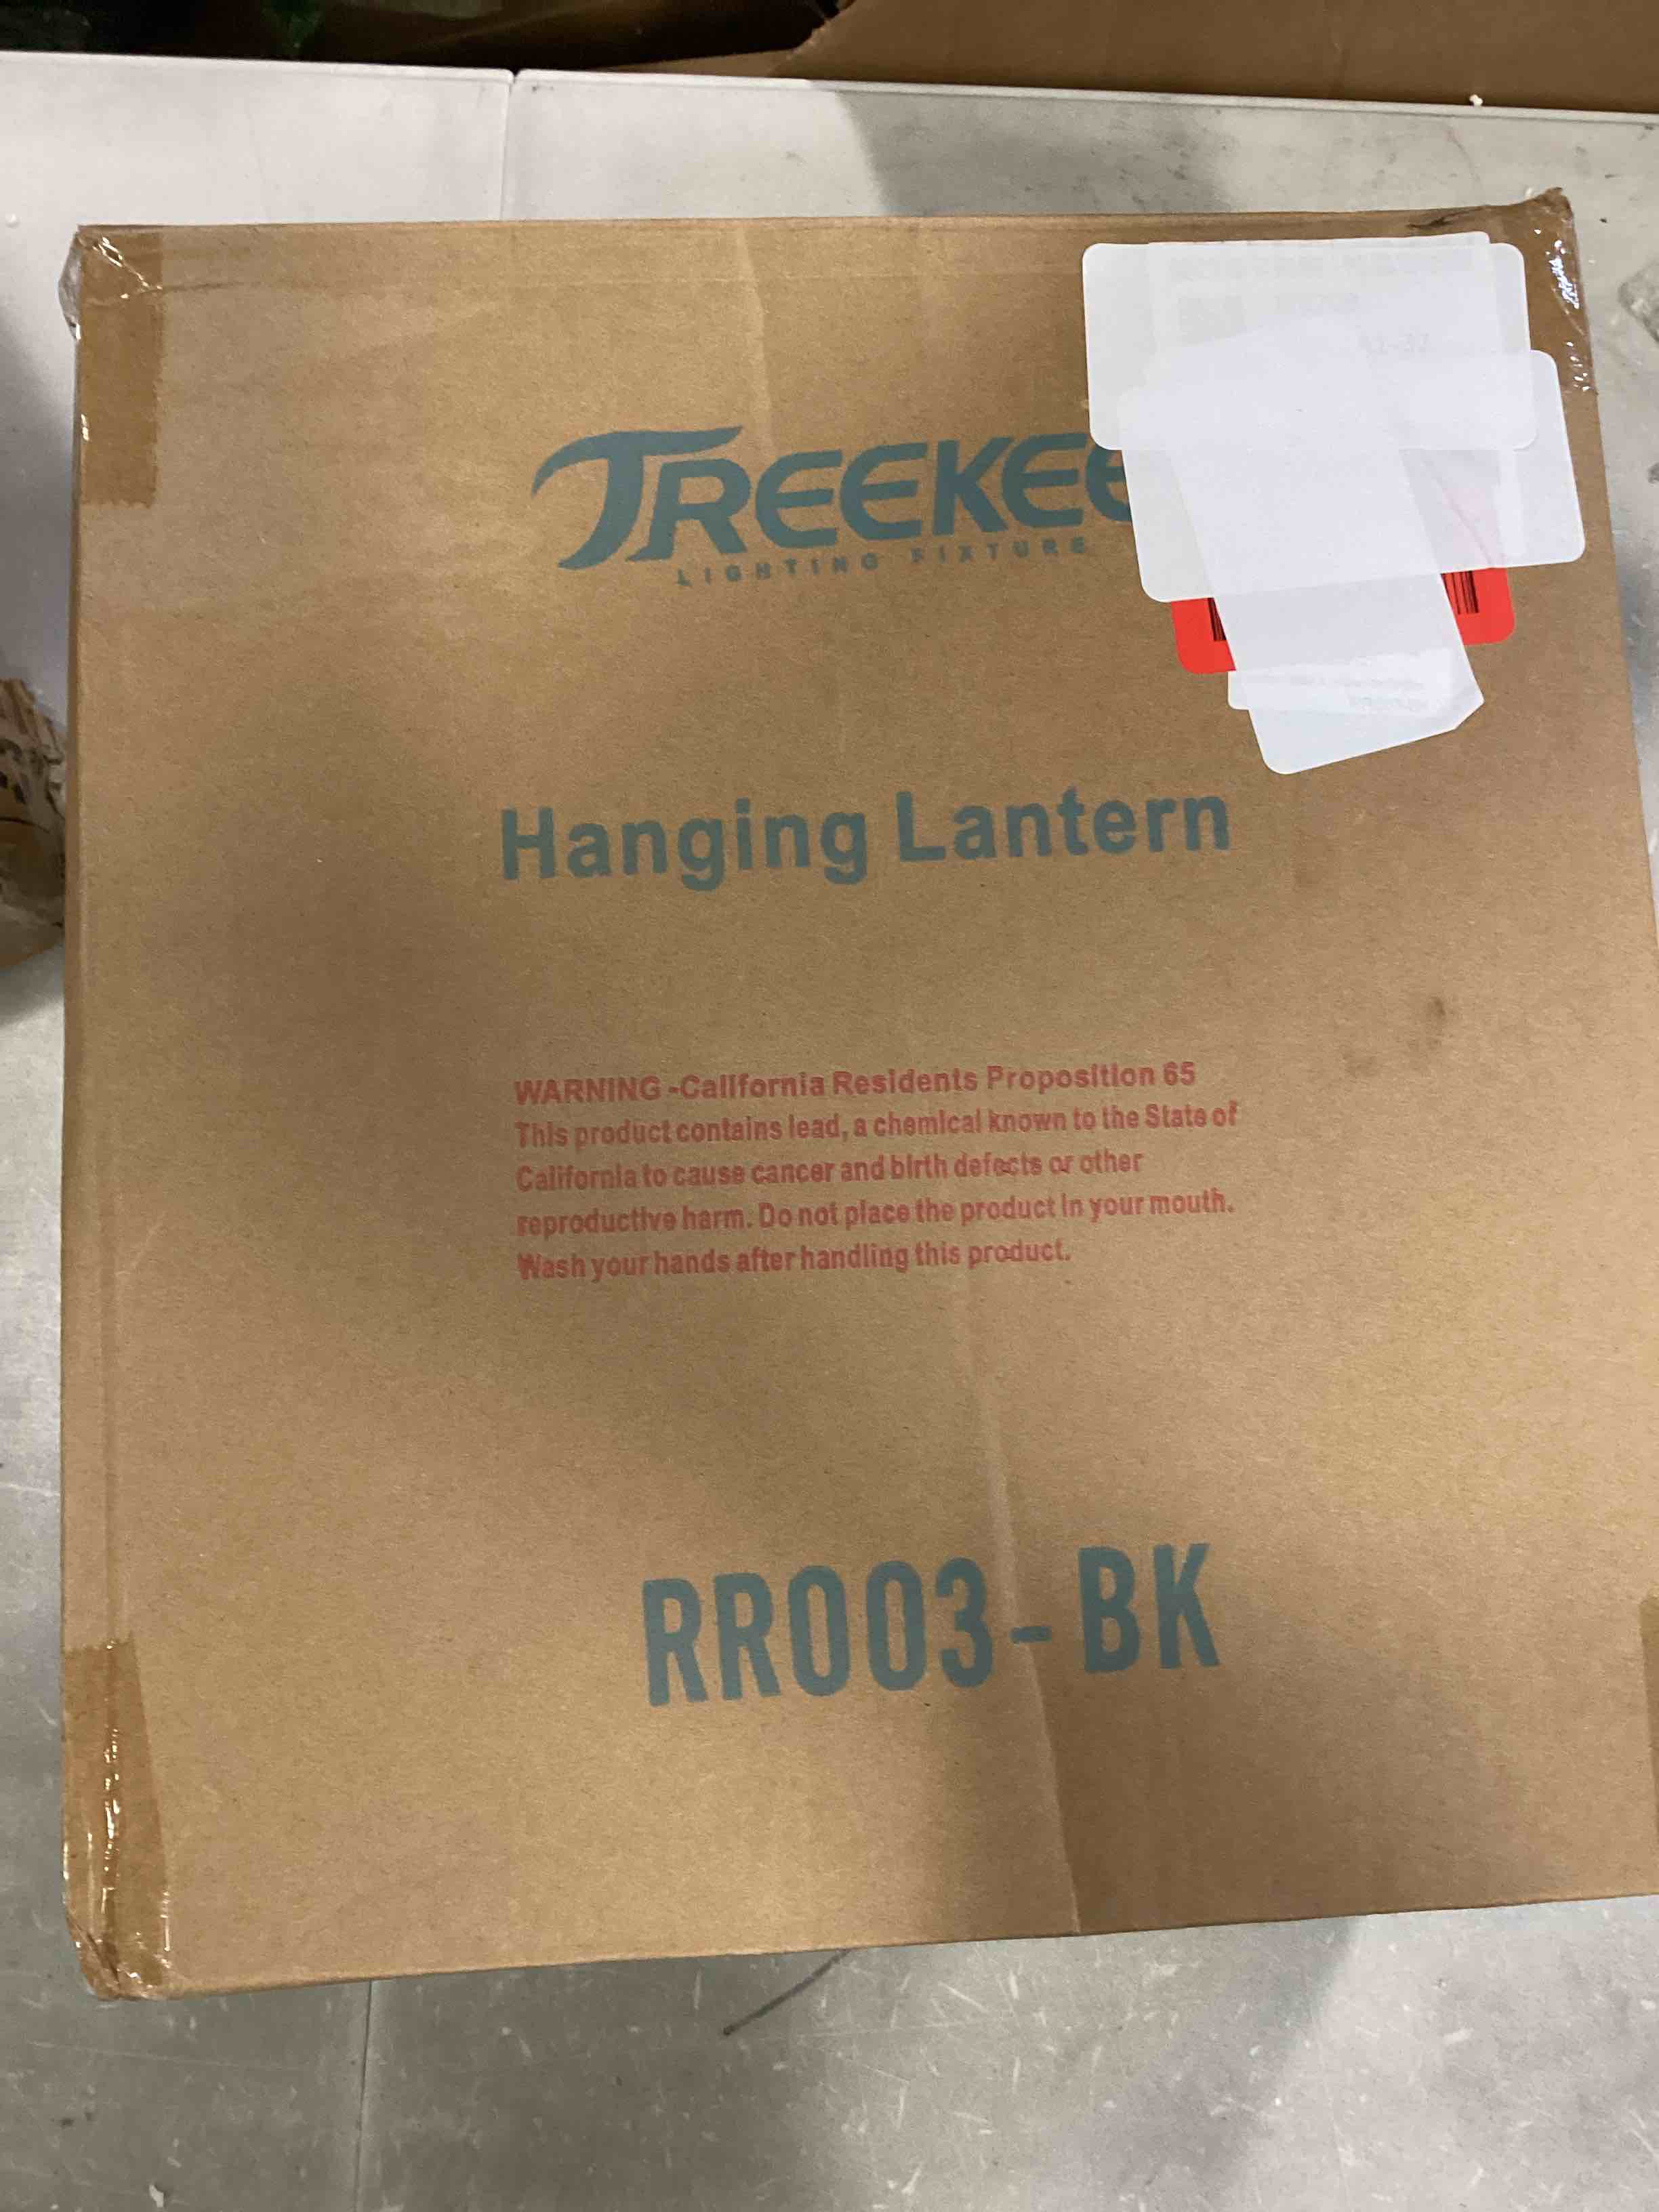 TREEKEE
LIGHTING FIXTURE
Hanging Lantern
WARNING -California Residents Proposition 65
This product contains lead, a chemical known to the State of
California to cause cancer and birth defects or other
reproductive harm. Do not place the product in your mouth.
Wash your hands after handling this product.
RR003-BK